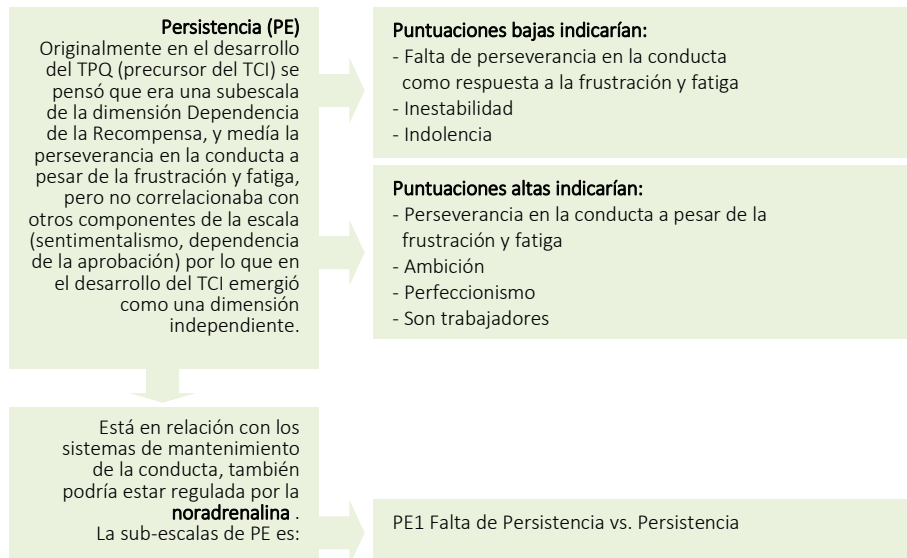 Persistencia (PE)
Originalmente en el desarrollo
del TPQ (precursor del TCI) se
pensó que era una subescala
de la dimensión Dependencia
de la Recompensa, y medía la
perseverancia en la conducta a
pesar de la frustración y fatiga,
pero no correlacionaba con
otros componentes de la escala
(sentimentalismo, dependencia
de la aprobación) por lo que en
el desarrollo del TCI emergió
como una dimensión
independiente.
Puntuaciones bajas indicarían:
- Falta de perseverancia en la conducta
como respuesta a la frustración y fatiga
- Inestabilidad
- Indolencia
Puntuaciones altas indicarían:
- Perseverancia en la conducta a pesar de la
frustración y fatiga
- Ambición
- Perfeccionismo
- Son trabajadores
Está en relación con los
sistemas de mantenimiento
de la conducta, también
podría estar regulada por la
noradrenalina .
La sub-escalas de PE es:
PE1 Falta de Persistencia vs. Persistencia